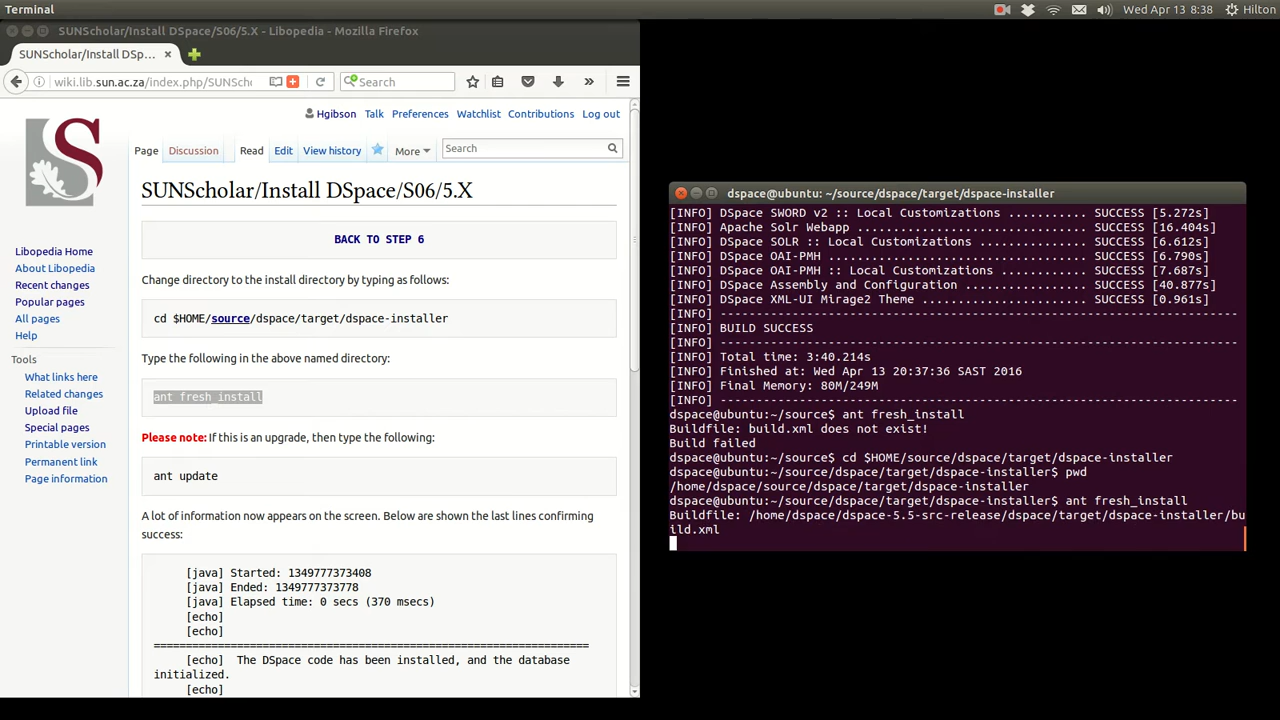 Terminal
Wed Apr 13 8:38
Hilton
SUNScholar/Install DSpace/S06/5.X - Libopedia - Mozilla Firefox
SUNScholar/Install DSp...
wiki.lib.sun.ac.za/index.php/SUNSch
Search
Hgibson Talk Preferences Watchlist Contributions Log out
Page Discussion Read Edit View history More Search
S
Libopedia Home
About Libopedia
Recent changes
Popular pages
All pages
Help
Tools
What links here
Related changes
Upload file
Special pages
Printable version
Permanent link
Page information
SUNScholar/Install DSpace/S06/5.X
BACK TO STEP 6
Change directory to the install directory by typing as follows:
cd $HOME/source/dspace/target/dspace-installer
Type the following in the above named directory:
ant fresh_install
Please note: If this is an upgrade, then type the following:
ant update
A lot of information now appears on the screen. Below are shown the last lines confirming
success:
[java] Started: 1349777373408
[java] Ended: 1349777373778
[java] Elapsed time: 0 secs (370 msecs)
[echo]
[echo]
====================================================================
[echo] The DSpace code has been installed, and the database
initialized.
[echo]
dspace@ubuntu: ~/source/dspace/target/dspace-installer
[INFO] DSpace SWORD v2 :: Local Customizations ........... SUCCESS [5.272s]
[INFO] Apache Solr Webapp ................................ SUCCESS [16.404s]
[INFO] DSpace SOLR :: Local Customizations ............... SUCCESS [6.612s]
[INFO] DSpace OAI-PMH .................................... SUCCESS [6.790s]
[INFO] DSpace OAI-PMH :: Local Customizations ............ SUCCESS [7.687s]
[INFO] DSpace Assembly and Configuration ................. SUCCESS [40.877s]
[INFO] DSpace XML-UI Mirage2 Theme ....................... SUCCESS [0.961s]
[INFO] ------------------------------------------------------------------------
[INFO] BUILD SUCCESS
[INFO] ------------------------------------------------------------------------
[INFO] Total time: 3:40.214s
[INFO] Finished at: Wed Apr 13 20:37:36 SAST 2016
[INFO] Final Memory: 80M/249M
[INFO] ------------------------------------------------------------------------
dspace@ubuntu:~/source$ ant fresh_install
Buildfile: build.xml does not exist!
Build failed
dspace@ubuntu:~/source$ cd $HOME/source/dspace/target/dspace-installer
dspace@ubuntu:~/source/dspace/target/dspace-installer$ pwd
/home/dspace/source/dspace/target/dspace-installer
dspace@ubuntu:~/source/dspace/target/dspace-installer$ ant fresh_install
Buildfile: /home/dspace/dspace-5.5-src-release/dspace/target/dspace-installer/bu
ild.xml